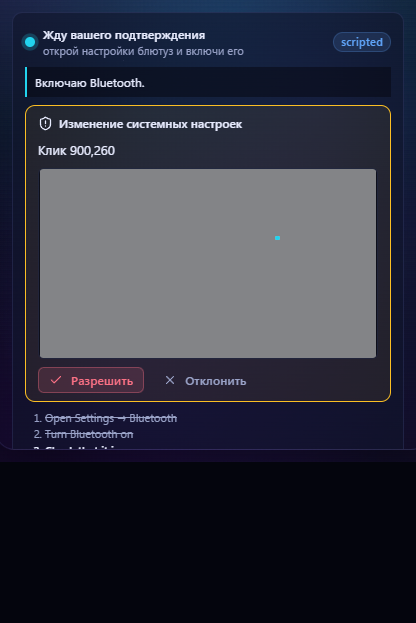 Жду вашего подтверждения
открой настройки блютуз и включи его
scripted
Включаю Bluetooth.
Изменение системных настроек
Клик 900,260
Разрешить
Отклонить
1. Open Settings → Bluetooth
2. Turn Bluetooth on